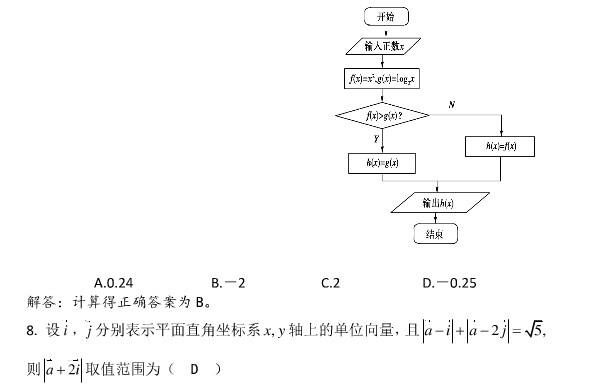 开始
输入正数x
f(x)=x²,g(x)=log₂x
f(x)>g(x)?
N
Y
h(x)=g(x)
h(x)=f(x)
输出h(x)
结束
A.0.24 B.－2 C.2 D.－0.25
解答：计算得正确答案为 B。
8. 设 i⃗ ，j⃗ 分别表示平面直角坐标系 x, y 轴上的单位向量，且 |a⃗－i⃗|+|a⃗－2j⃗|=√5,
则 |a⃗+2i⃗| 取值范围为（ D ）